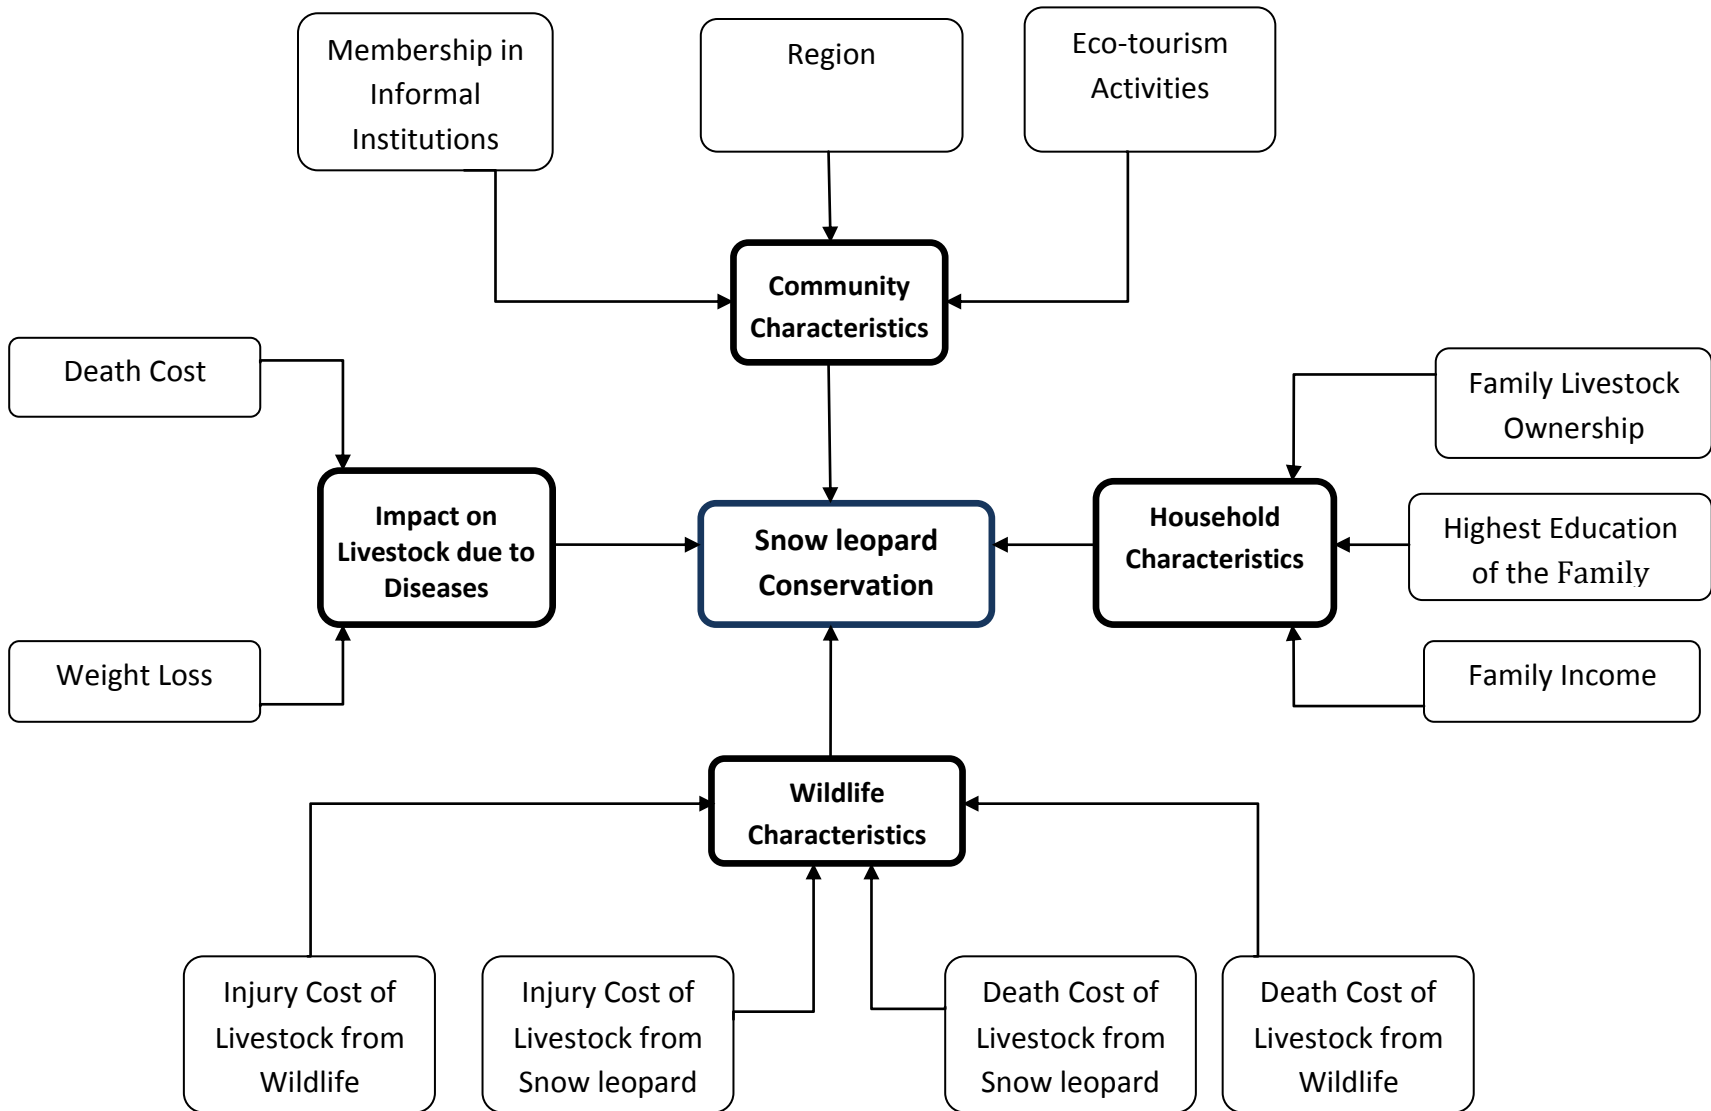 Membership in
Informal
Institutions
Region
Eco-tourism
Activities
Community
Characteristics
Death Cost
Family Livestock
Ownership
Impact on
Livestock due to
Diseases
Snow leopard
Conservation
Household
Characteristics
Highest Education
of the Family
Weight Loss
Family Income
Wildlife
Characteristics
Injury Cost of
Livestock from
Wildlife
Injury Cost of
Livestock from
Snow leopard
Death Cost of
Livestock from
Snow leopard
Death Cost of
Livestock from
Wildlife